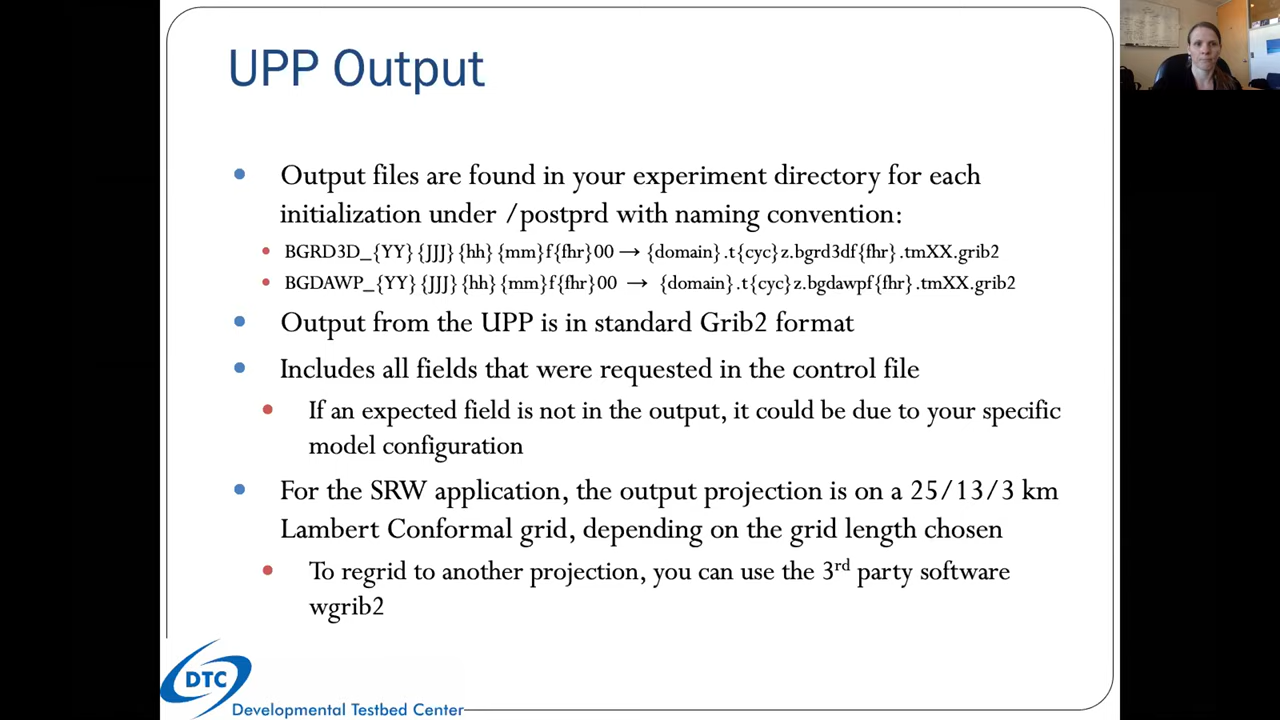 UPP Output
Output files are found in your experiment directory for each
initialization under /postprd with naming convention:
BGRD3D_{YY}{JJJ}{hh}{mm}f{fhr}00 → {domain}.t{cyc}z.bgrd3df{fhr}.tmXX.grib2
BGDAWP_{YY}{JJJ}{hh}{mm}f{fhr}00 → {domain}.t{cyc}z.bgdawpf{fhr}.tmXX.grib2
Output from the UPP is in standard Grib2 format
Includes all fields that were requested in the control file
If an expected field is not in the output, it could be due to your specific
model configuration
For the SRW application, the output projection is on a 25/13/3 km
Lambert Conformal grid, depending on the grid length chosen
To regrid to another projection, you can use the 3rd party software
wgrib2
DTC
Developmental Testbed Center